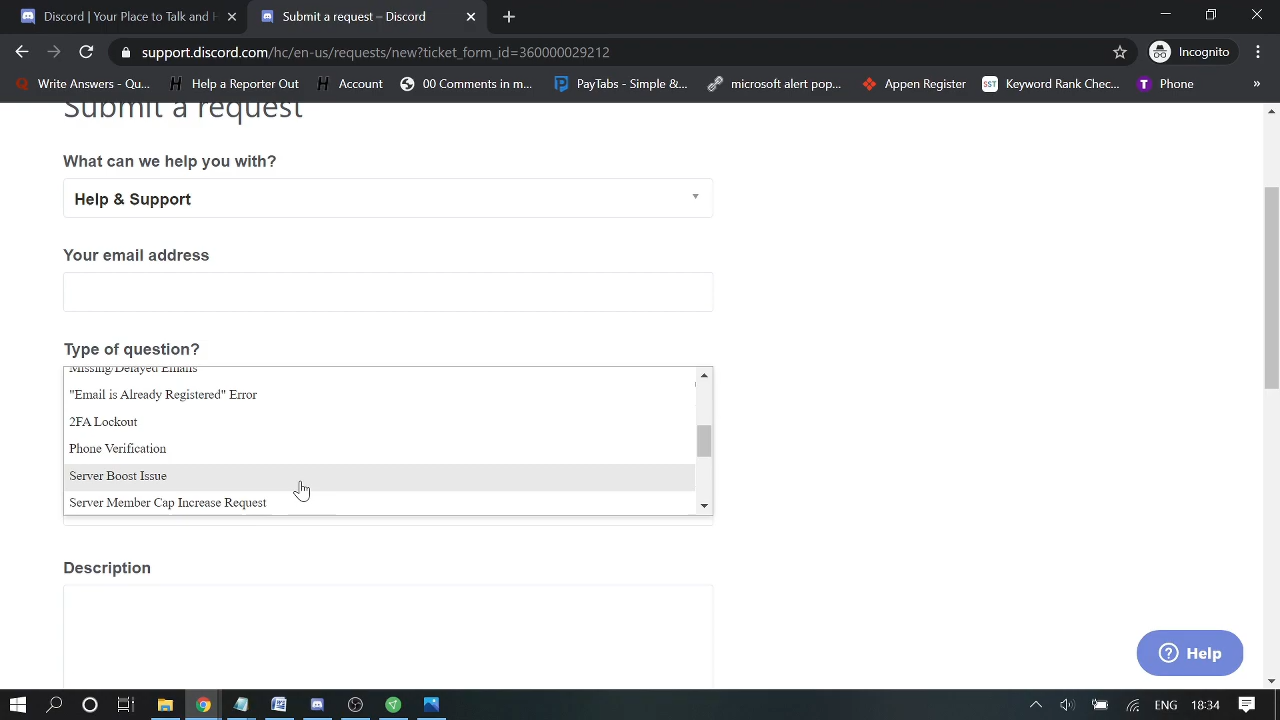 Discord | Your Place to Talk and H
Submit a request – Discord
support.discord.com/hc/en-us/requests/new?ticket_form_id=360000029212
Incognito
Write Answers - Qu...
Help a Reporter Out
Account
00 Comments in m...
PayTabs - Simple &...
microsoft alert pop...
Appen Register
SST
Keyword Rank Chec...
T
Phone
»
Submit a request
What can we help you with?
Help & Support
Your email address
Type of question?
Missing/Delayed Emails
"Email is Already Registered" Error
2FA Lockout
Phone Verification
Server Boost Issue
Server Member Cap Increase Request
Description
? Help
ENG
18:34